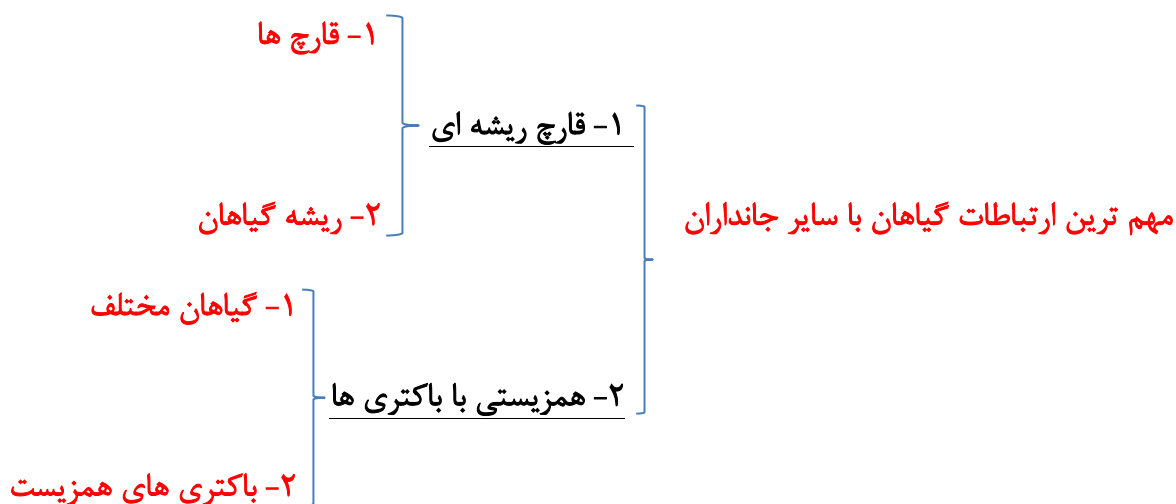 مهم ترین ارتباطات گیاهان با سایر جانداران
۱- قارچ ریشه ای
۱- قارچ ها
۲- ریشه گیاهان
۲- همزیستی با باکتری ها
۱- گیاهان مختلف
۲- باکتری های همزیست